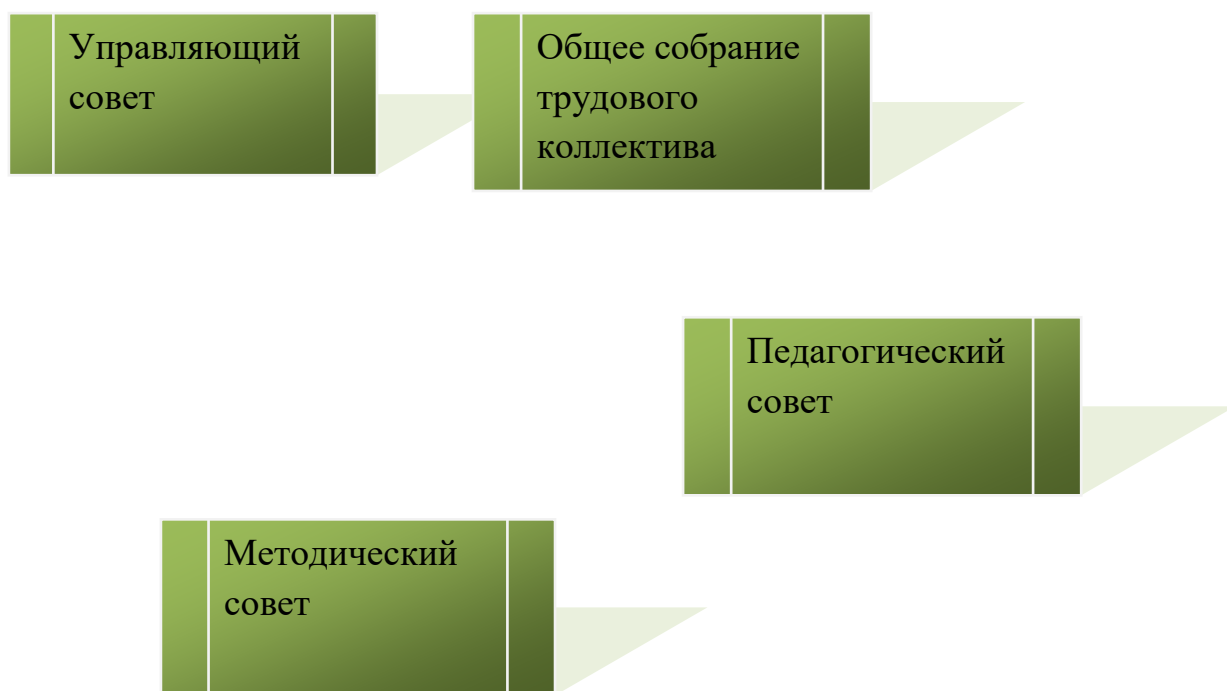 Управляющий
совет
Общее собрание
трудового
коллектива
Педагогический
совет
Методический
совет